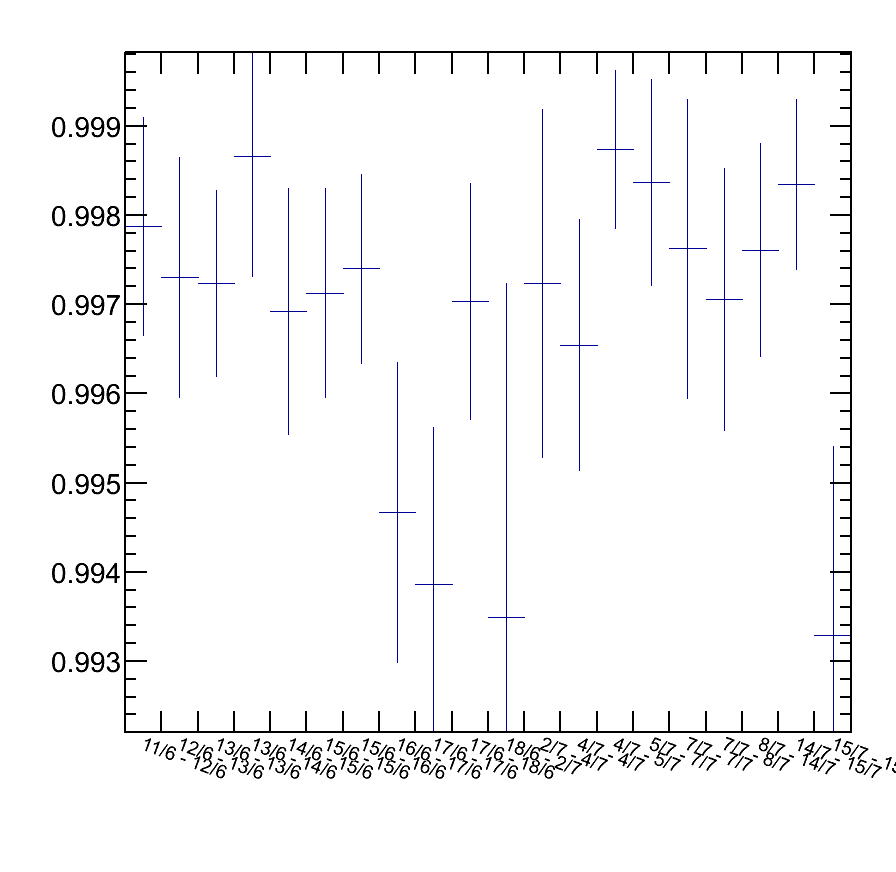 0.999
0.998
0.997
0.996
0.995
0.994
0.993
11/6 - 12/6
12/6 - 13/6
13/6 - 13/6
13/6 - 14/6
14/6 - 15/6
15/6 - 15/6
15/6 - 16/6
16/6 - 17/6
17/6 - 17/6
17/6 - 18/6
18/6 - 2/7
2/7 - 4/7
4/7 - 4/7
4/7 - 5/7
5/7 - 7/7
7/7 - 7/7
7/7 - 8/7
8/7 - 14/7
14/7 - 15/7
15/7 -